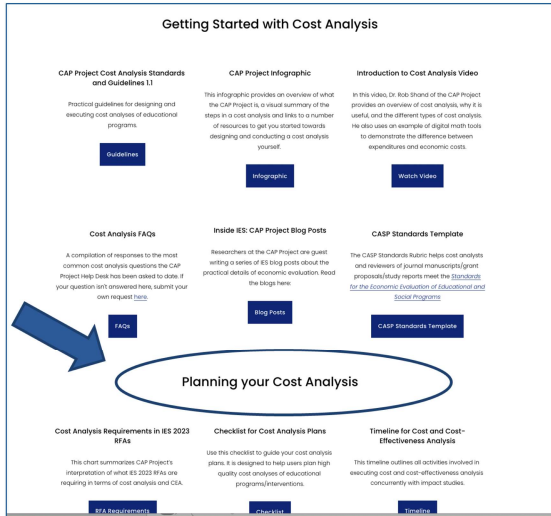 Getting Started with Cost Analysis
CAP Project Cost Analysis Standards
and Guidelines 1.1
Practical guidelines for designing and
executing cost analyses of educational
programs.
Guidelines
CAP Project Infographic
This infographic provides an overview of what
the CAP Project is, a visual summary of the
steps in a cost analysis and links to a number
of resources to get you started towards
designing and conducting a cost analysis
yourself.
Infographic
Introduction to Cost Analysis Video
In this video, Dr. Rob Shand of the CAP Project
provides an overview of cost analysis, why it is
useful, and the different types of cost analysis.
He also uses an example of digital math tools
to demonstrate the difference between
expenditures and economic costs.
Watch Video
Cost Analysis FAQs
A compilation of responses to the most
common cost analysis questions the CAP
Project Help Desk has been asked to date. If
your question isn't answered here, submit your
own request here.
FAQs
Inside IES: CAP Project Blog Posts
Researchers at the CAP Project are guest
writing a series of IES blog posts about the
practical details of economic evaluation. Read
the blogs here:
Blog Posts
CASP Standards Template
The CASP Standards Rubric helps cost analysts
and reviewers of journal manuscripts/grant
proposals/study reports meet the Standards
for the Economic Evaluation of Educational and
Social Programs
CASP Standards Template
Planning your Cost Analysis
Cost Analysis Requirements in IES 2023
RFAs
This chart summarizes CAP Project's
interpretation of what IES 2023 RFAs are
requiring in terms of cost analysis and CEA.
RFA Requirements
Checklist for Cost Analysis Plans
Use this checklist to guide your cost analysis
plans. It is designed to help users plan high
quality cost analyses of educational
programs/interventions.
Checklist
Timeline for Cost and Cost-
Effectiveness Analysis
This timeline outlines all activities involved in
executing cost and cost-effectiveness analysis
concurrently with impact studies.
Timeline